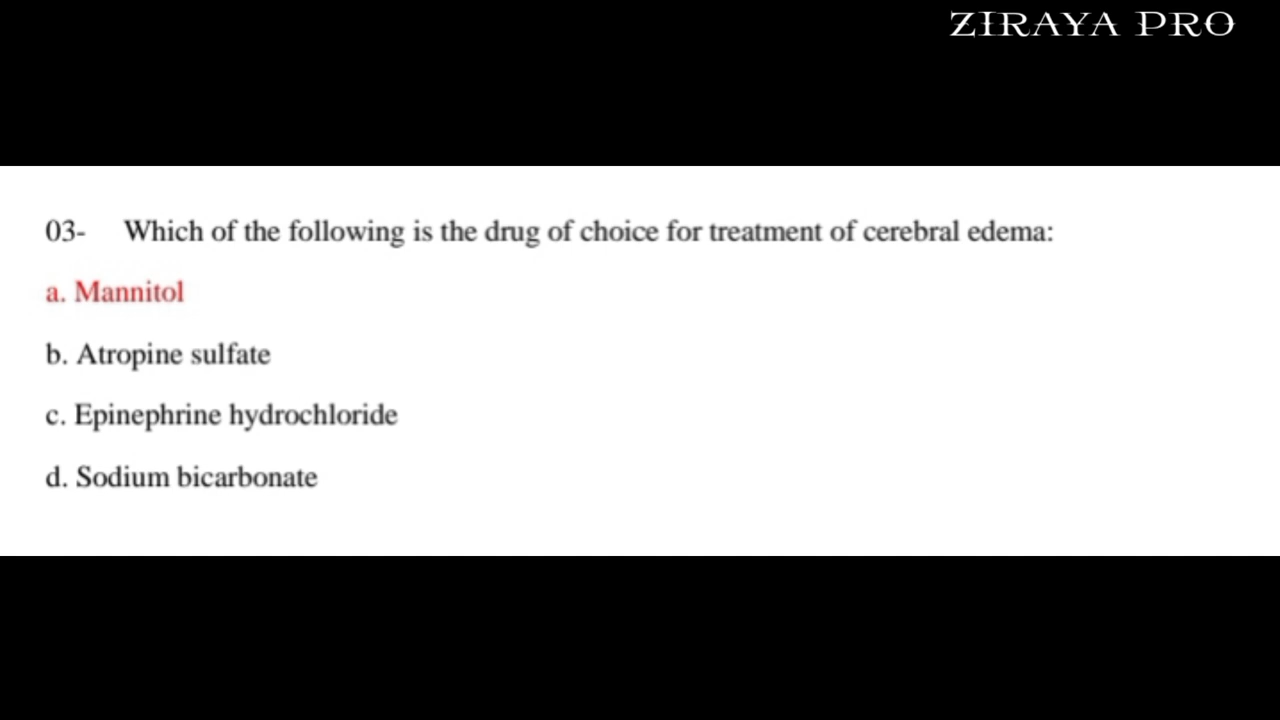 ZIRAYA PRO
03- Which of the following is the drug of choice for treatment of cerebral edema:
a. Mannitol
b. Atropine sulfate
c. Epinephrine hydrochloride
d. Sodium bicarbonate